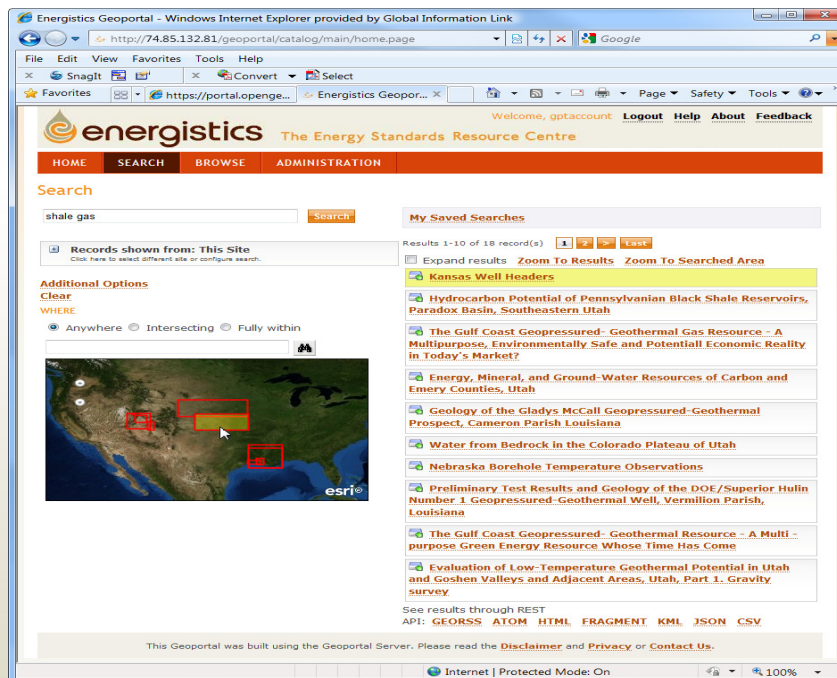 Energistics Geoportal - Windows Internet Explorer provided by Global Information Link
http://74.85.132.81/geoportal/catalog/main/home.page
Google
File Edit View Favorites Tools Help
SnagIt Convert Select
Favorites https://portal.openge... Energistics Geopor... Page Safety Tools
energistics The Energy Standards Resource Centre
Welcome, gptaccount Logout Help About Feedback
HOME SEARCH BROWSE ADMINISTRATION
Search
shale gas Search
Records shown from: This Site
Click here to select different site or configure search.
Additional Options
Clear
WHERE
Anywhere Intersecting Fully within
esri
My Saved Searches
Results 1-10 of 18 record(s) 1 2 > Last
Expand results Zoom To Results Zoom To Searched Area
Kansas Well Headers
Hydrocarbon Potential of Pennsylvanian Black Shale Reservoirs,
Paradox Basin, Southeastern Utah
The Gulf Coast Geopressured- Geothermal Gas Resource - A
Multipurpose, Environmentally Safe and Potentiall Economic Reality
in Today's Market?
Energy, Mineral, and Ground-Water Resources of Carbon and
Emery Counties, Utah
Geology of the Gladys McCall Geopressured-Geothermal
Prospect, Cameron Parish Louisiana
Water from Bedrock in the Colorado Plateau of Utah
Nebraska Borehole Temperature Observations
Preliminary Test Results and Geology of the DOE/Superior Hulin
Number 1 Geopressured-Geothermal Well, Vermilion Parish,
Louisiana
The Gulf Coast Geopressured- Geothermal Resource - A Multi -
purpose Green Energy Resource Whose Time Has Come
Evaluation of Low-Temperature Geothermal Potential in Utah
and Goshen Valleys and Adjacent Areas, Utah, Part 1. Gravity
survey
See results through REST
API: GEORSS ATOM HTML FRAGMENT KML JSON CSV
This Geoportal was built using the Geoportal Server. Please read the Disclaimer and Privacy or Contact Us.
Internet | Protected Mode: On 100%